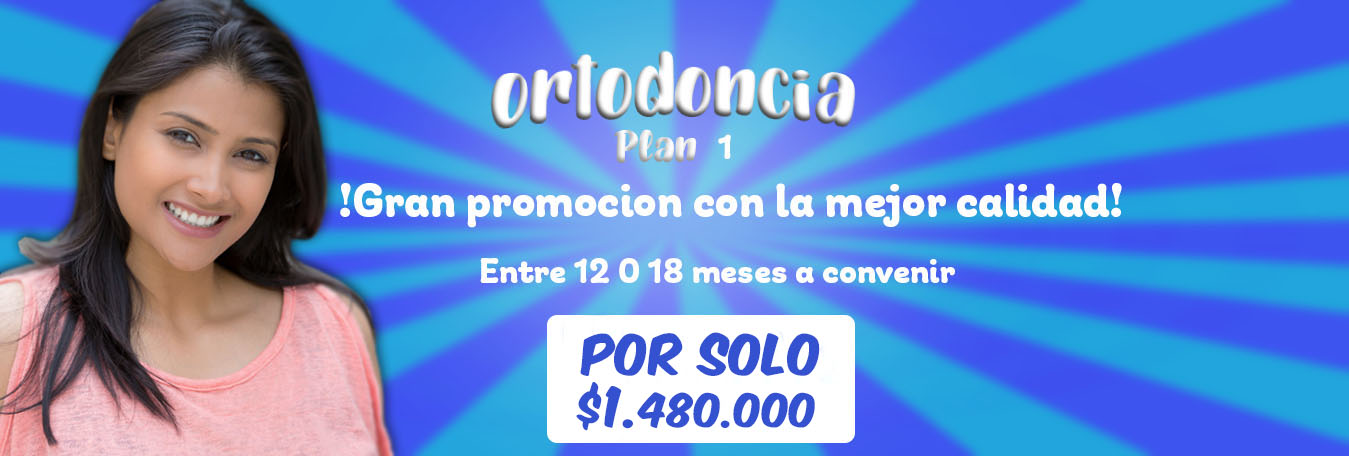 ortodoncia
Plan 1
!Gran promocion con la mejor calidad!
Entre 12 O 18 meses a convenir
POR SOLO
$1.480.000